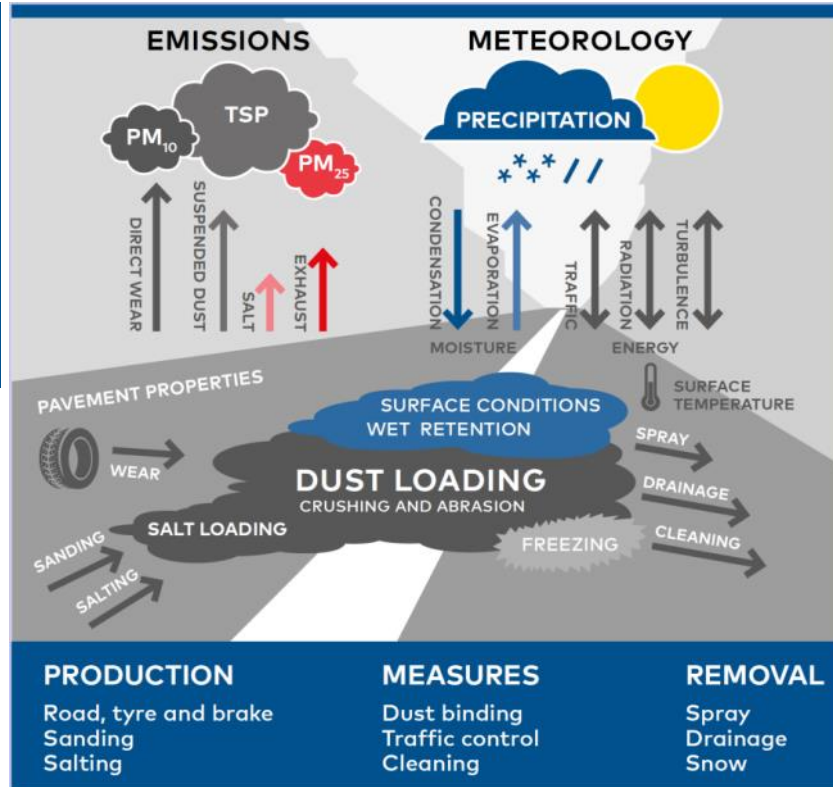 EMISSIONS
METEOROLOGY
PM10
TSP
PM25
PRECIPITATION
DIRECT WEAR
SUSPENDED DUST
SALT
EXHAUST
CONDENSATION
EVAPORATION
TRAFFIC
RADIATION
TURBULENCE
MOISTURE
ENERGY
SURFACE
TEMPERATURE
PAVEMENT PROPERTIES
WEAR
SURFACE CONDITIONS
WET RETENTION
DUST LOADING
CRUSHING AND ABRASION
SALT LOADING
FREEZING
SPRAY
DRAINAGE
CLEANING
SANDING
SALTING
PRODUCTION
Road, tyre and brake
Sanding
Salting
MEASURES
Dust binding
Traffic control
Cleaning
REMOVAL
Spray
Drainage
Snow